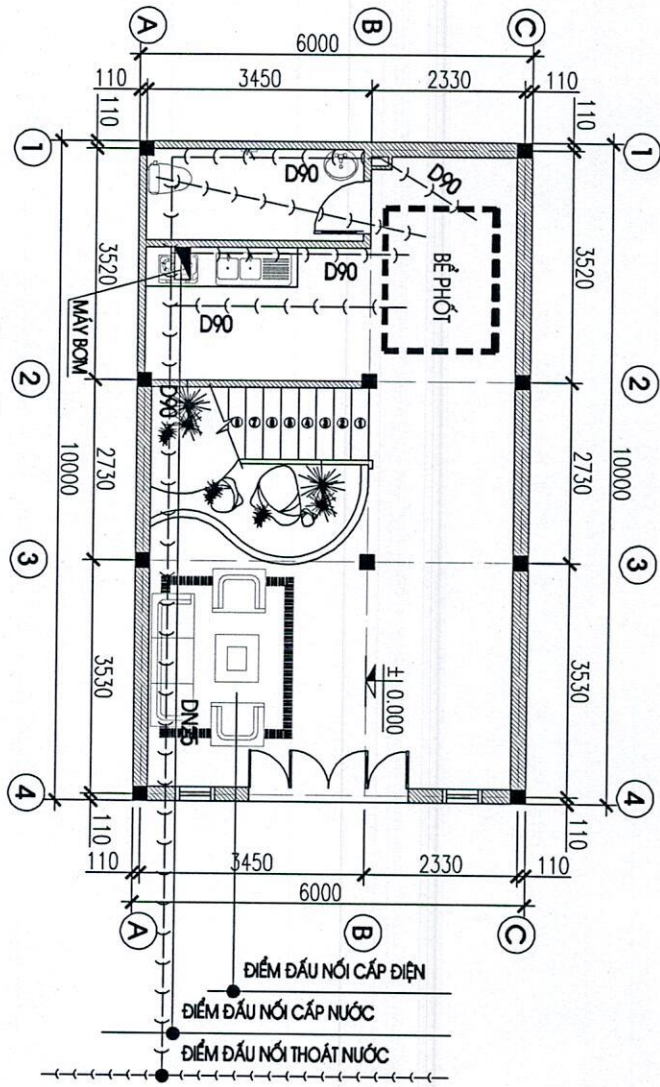 A
B
C
6000
110
3450
2330
110
110
110
1
1
10000
10000
3520
3520
D90
D90
BỂ PHỐT
D90
D90
MÁY BƠM
2
2
D90
2730
2730
3
3
± 0.000
3530
3530
DN25
4
4
110
110
110
3450
2330
110
6000
A
B
C
ĐIỂM ĐẤU NỐI CẤP ĐIỆN
ĐIỂM ĐẤU NỐI CẤP NƯỚC
ĐIỂM ĐẤU NỐI THOÁT NƯỚC